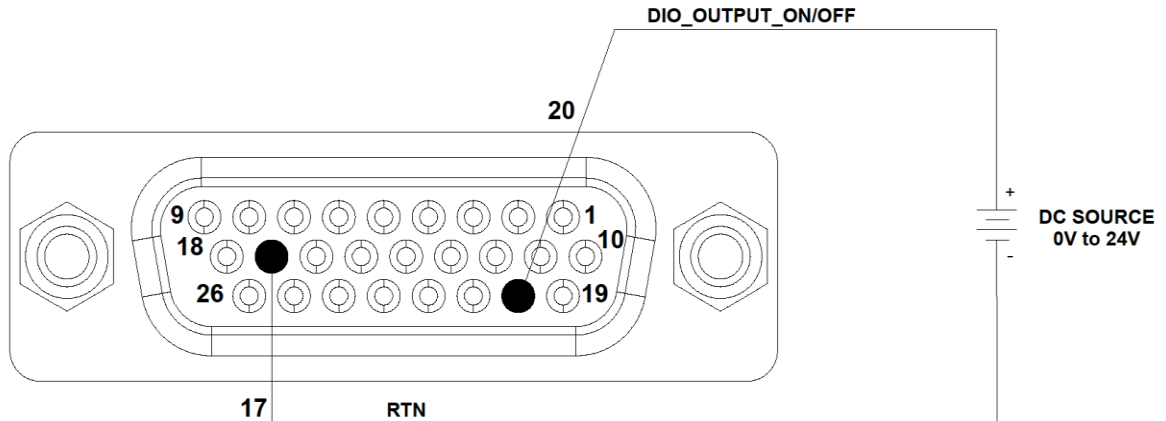 DIO_OUTPUT_ON/OFF
20
+
9
1
DC SOURCE
0V to 24V
18
10
-
26
19
17
RTN